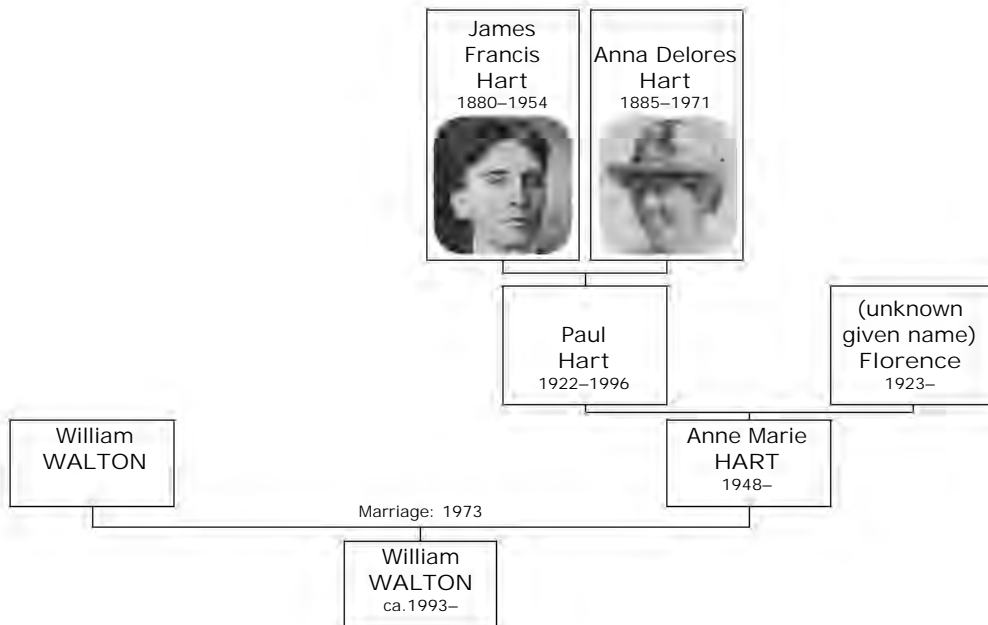 James
Francis
Hart
1880–1954
Anna Delores
Hart
1885–1971
Paul
Hart
1922–1996
(unknown
given name)
Florence
1923–
William
WALTON
Anne Marie
HART
1948–
Marriage: 1973
William
WALTON
ca.1993–